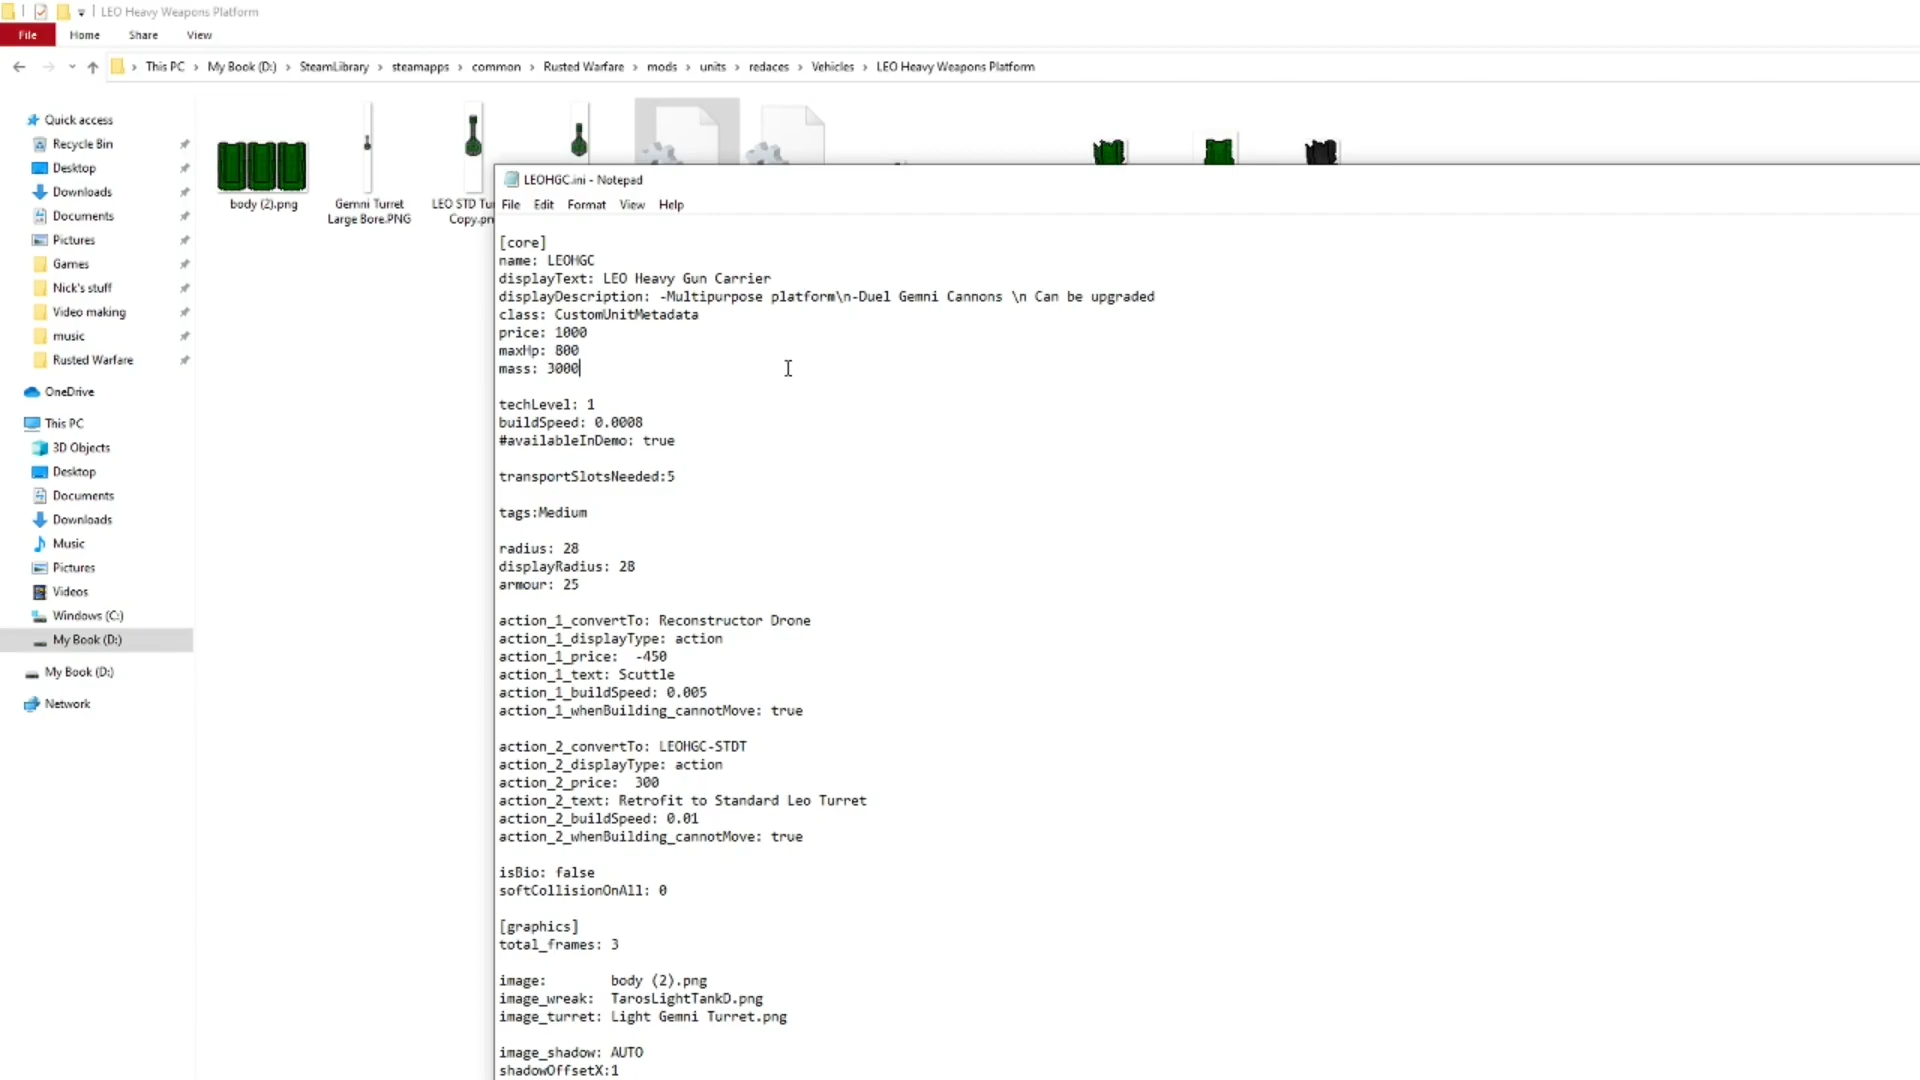 LEO Heavy Weapons Platform
File Home Share View
This PC > My Book (D:) > SteamLibrary > steamapps > common > Rusted Warfare > mods > units > redaces > Vehicles > LEO Heavy Weapons Platform
Quick access
Recycle Bin
Desktop
Downloads
Documents
Pictures
Games
Nick's stuff
Video making
music
Rusted Warfare
OneDrive
This PC
3D Objects
Desktop
Documents
Downloads
Music
Pictures
Videos
Windows (C:)
My Book (D:)
My Book (D:)
Network
body (2).png
Gemni Turret
Large Bore.PNG
LEO STD Tu
Copy.pn
LEOHGC.ini - Notepad
File Edit Format View Help
[core]
name: LEOHGC
displayText: LEO Heavy Gun Carrier
displayDescription: -Multipurpose platform\n-Duel Gemni Cannons \n Can be upgraded
class: CustomUnitMetadata
price: 1000
maxHp: 800
mass: 3000
techLevel: 1
buildSpeed: 0.0008
#availableInDemo: true
transportSlotsNeeded:5
tags:Medium
radius: 28
displayRadius: 28
armour: 25
action_1_convertTo: Reconstructor Drone
action_1_displayType: action
action_1_price:  -450
action_1_text: Scuttle
action_1_buildSpeed: 0.005
action_1_whenBuilding_cannotMove: true
action_2_convertTo: LEOHGC-STDT
action_2_displayType: action
action_2_price:  300
action_2_text: Retrofit to Standard Leo Turret
action_2_buildSpeed: 0.01
action_2_whenBuilding_cannotMove: true
isBio: false
softCollisionOnAll: 0
[graphics]
total_frames: 3
image:        body (2).png
image_wreak:  TarosLightTankD.png
image_turret: Light Gemni Turret.png
image_shadow: AUTO
shadowOffsetX:1